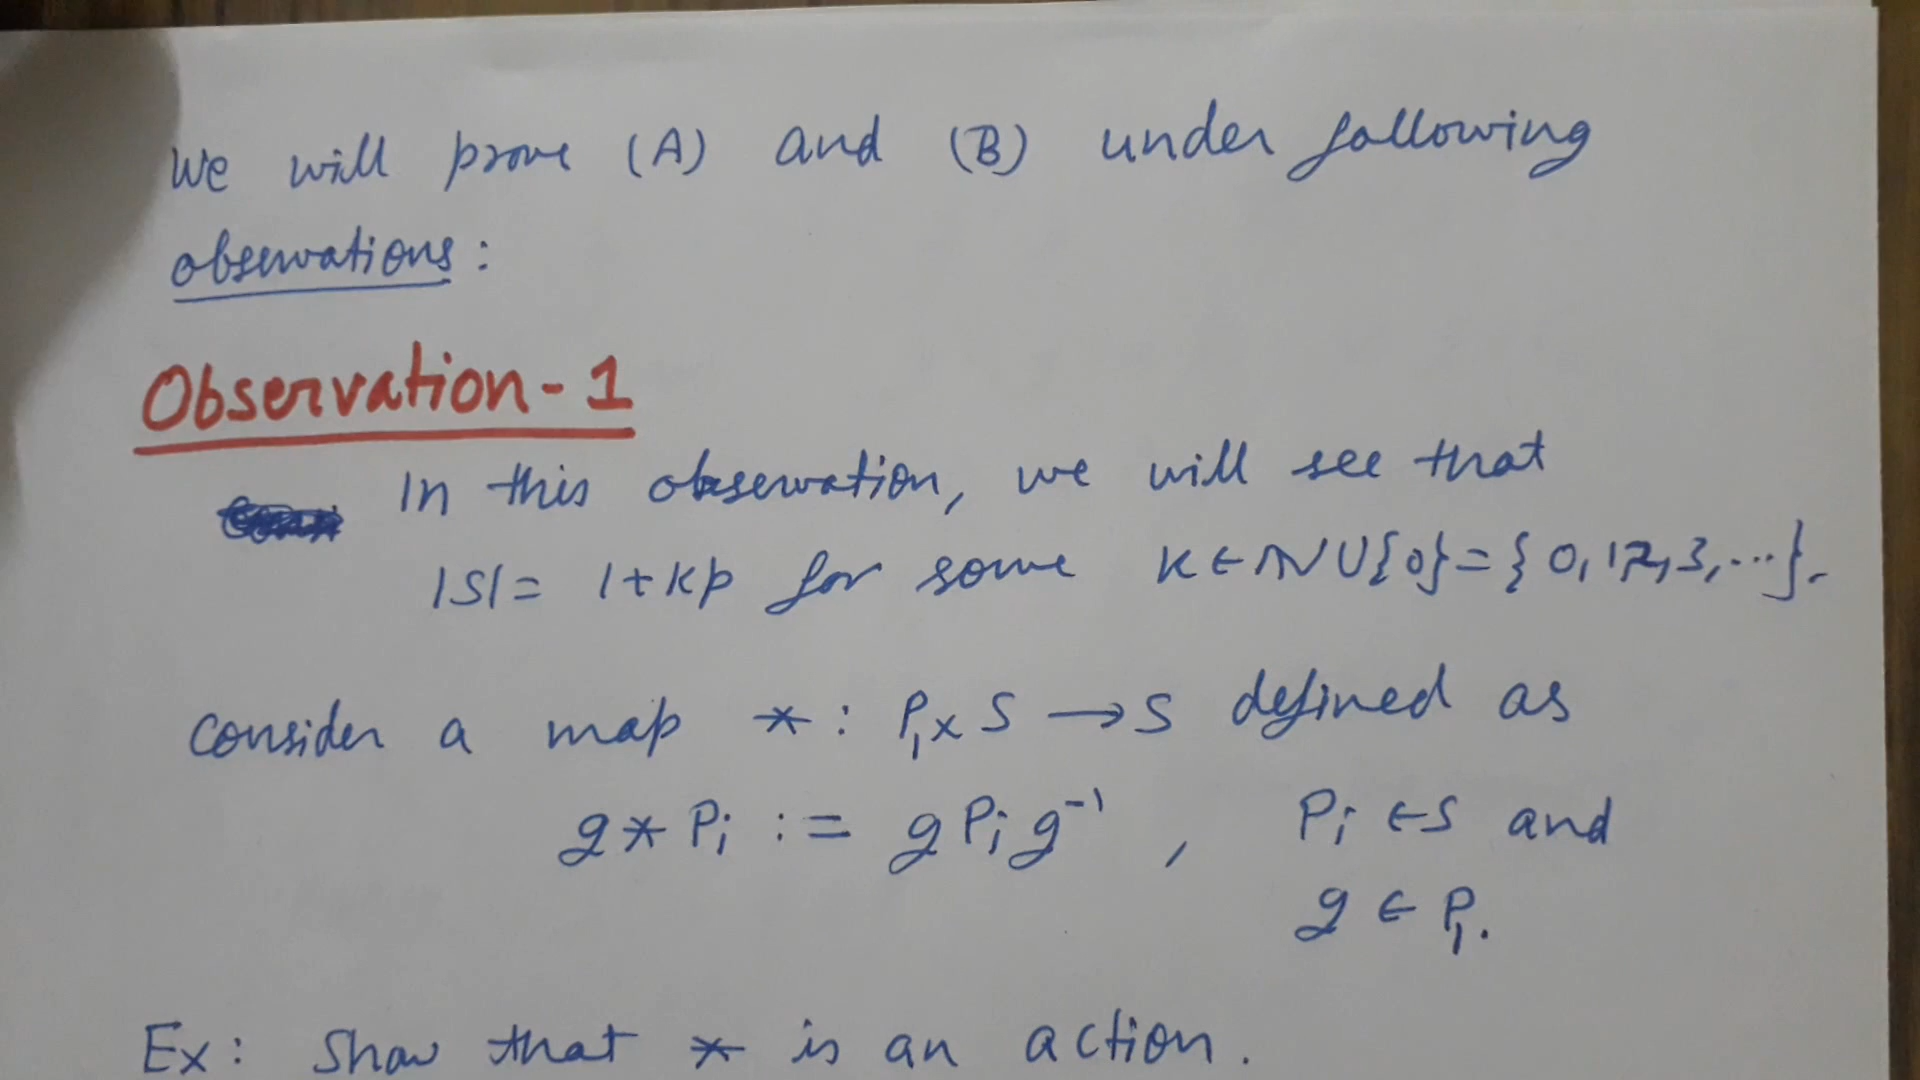 We will prove (A) and (B) under following
observations:
Observation-1
In this observation, we will see that
|S| = 1+kp for some k ∈ ℕ ∪ {0} = {0, 1, 2, 3, ...}.
Consider a map * : P₁ x S → S defined as
g * Pᵢ := g Pᵢ g⁻¹ , Pᵢ ∈ S and
g ∈ P₁.
Ex: Show that * is an action.